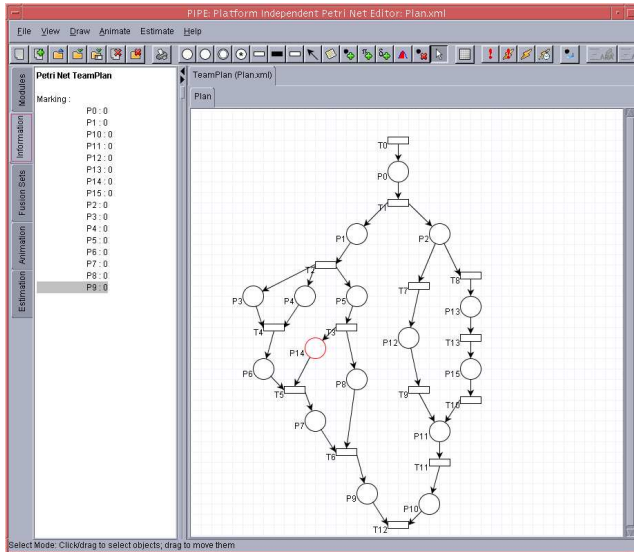 PIPE: Platform Independent Petri Net Editor: Plan.xml
File View Draw Animate Estimate Help
Petri Net TeamPlan
Marking :
P0 : 0
P1 : 0
P10 : 0
P11 : 0
P12 : 0
P13 : 0
P14 : 0
P15 : 0
P2 : 0
P3 : 0
P4 : 0
P5 : 0
P6 : 0
P7 : 0
P8 : 0
P9 : 0
Modules
Information
Fusion Sets
Animation
Estimation
TeamPlan (Plan.xml)
Plan
T0
P0
T1
P1
P2
T2
T8
T7
P3
P4
P5
P13
T4
T3
P12
T13
P14
P6
P8
P15
T5
T9
T10
P7
P11
T6
T11
P9
P10
T12
Select Mode: Click/drag to select objects; drag to move them